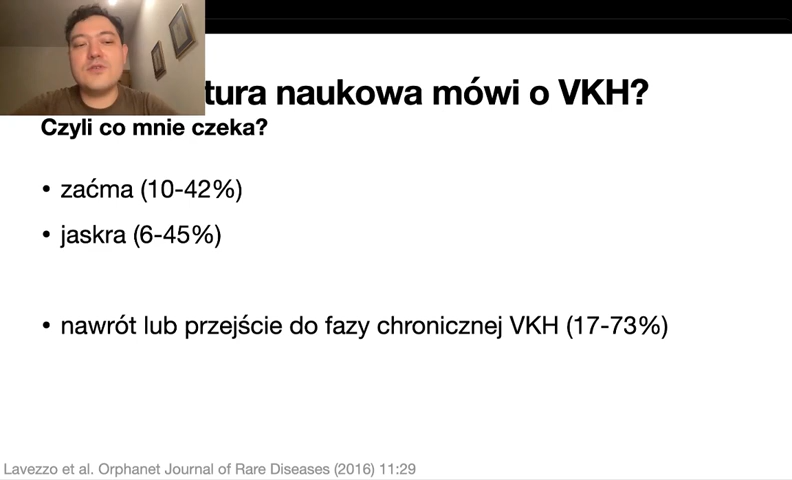 tura naukowa mówi o VKH?
Czyli co mnie czeka?
• zaćma (10-42%)
• jaskra (6-45%)
• nawrót lub przejście do fazy chronicznej VKH (17-73%)
Lavezzo et al. Orphanet Journal of Rare Diseases (2016) 11:29